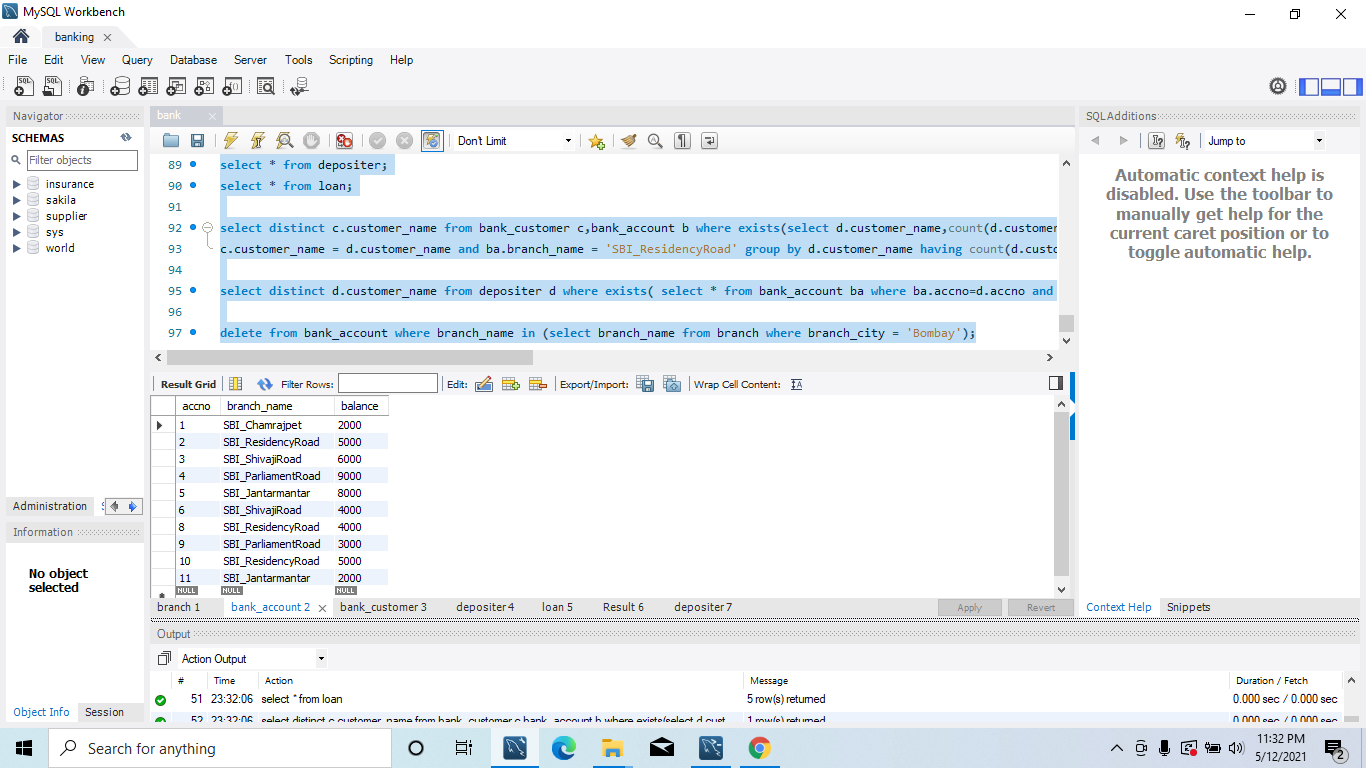 MySQL Workbench
banking
File Edit View Query Database Server Tools Scripting Help
Navigator
SCHEMAS
Filter objects
insurance
sakila
supplier
sys
world
Administration
Information
No object
selected
Object Info Session
bank
Don't Limit
89 select * from depositer;
90 select * from loan;
91
92 select distinct c.customer_name from bank_customer c,bank_account b where exists(select d.customer_name,count(d.customer
93 c.customer_name = d.customer_name and ba.branch_name = 'SBI_ResidencyRoad' group by d.customer_name having count(d.custo
94
95 select distinct d.customer_name from depositer d where exists( select * from bank_account ba where ba.accno=d.accno and
96
97 delete from bank_account where branch_name in (select branch_name from branch where branch_city = 'Bombay');
Result Grid Filter Rows: Edit: Export/Import: Wrap Cell Content:
accno branch_name balance
1 SBI_Chamrajpet 2000
2 SBI_ResidencyRoad 5000
3 SBI_ShivajiRoad 6000
4 SBI_ParliamentRoad 9000
5 SBI_Jantarmantar 8000
6 SBI_ShivajiRoad 4000
8 SBI_ResidencyRoad 4000
9 SBI_ParliamentRoad 3000
10 SBI_ResidencyRoad 5000
11 SBI_Jantarmantar 2000
NULL NULL NULL
branch 1 bank_account 2 bank_customer 3 depositer 4 loan 5 Result 6 depositer 7 Apply Revert
SQLAdditions
Jump to
Automatic context help is
disabled. Use the toolbar to
manually get help for the
current caret position or to
toggle automatic help.
Context Help Snippets
Output
Action Output
# Time Action Message Duration / Fetch
51 23:32:06 select * from loan 5 row(s) returned 0.000 sec / 0.000 sec
52 23:32:06 select distinct c.customer_name from bank_customer c,bank_account b where exists(select d.cust... 1 row(s) returned 0.000 sec / 0.000 sec
Search for anything
11:32 PM
5/12/2021
2